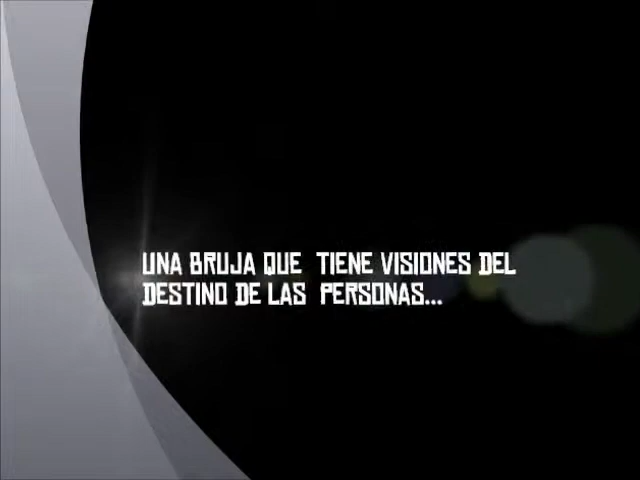 UNA BRUJA QUE TIENE VISIONES DEL
DESTINO DE LAS PERSONAS...